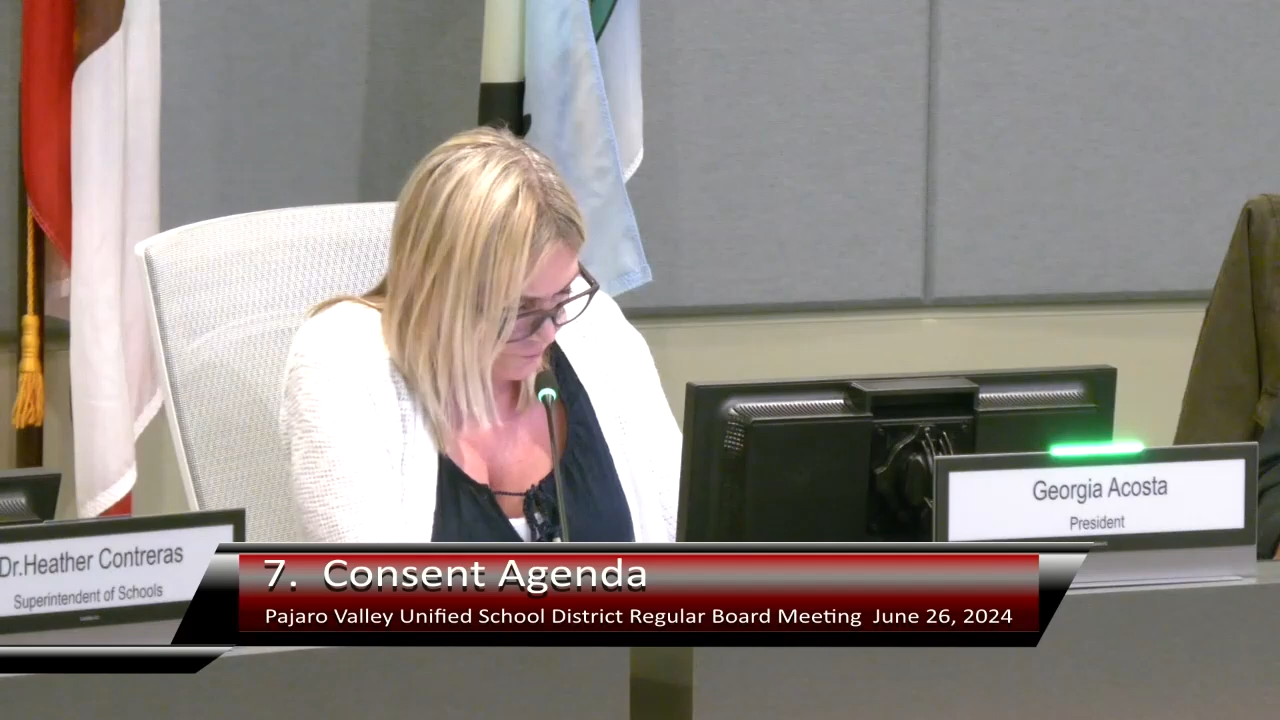 Georgia Acosta
President
Dr.Heather Contreras
Superintendent of Schools
7. Consent Agenda
Pajaro Valley Unified School District Regular Board Meeting June 26, 2024